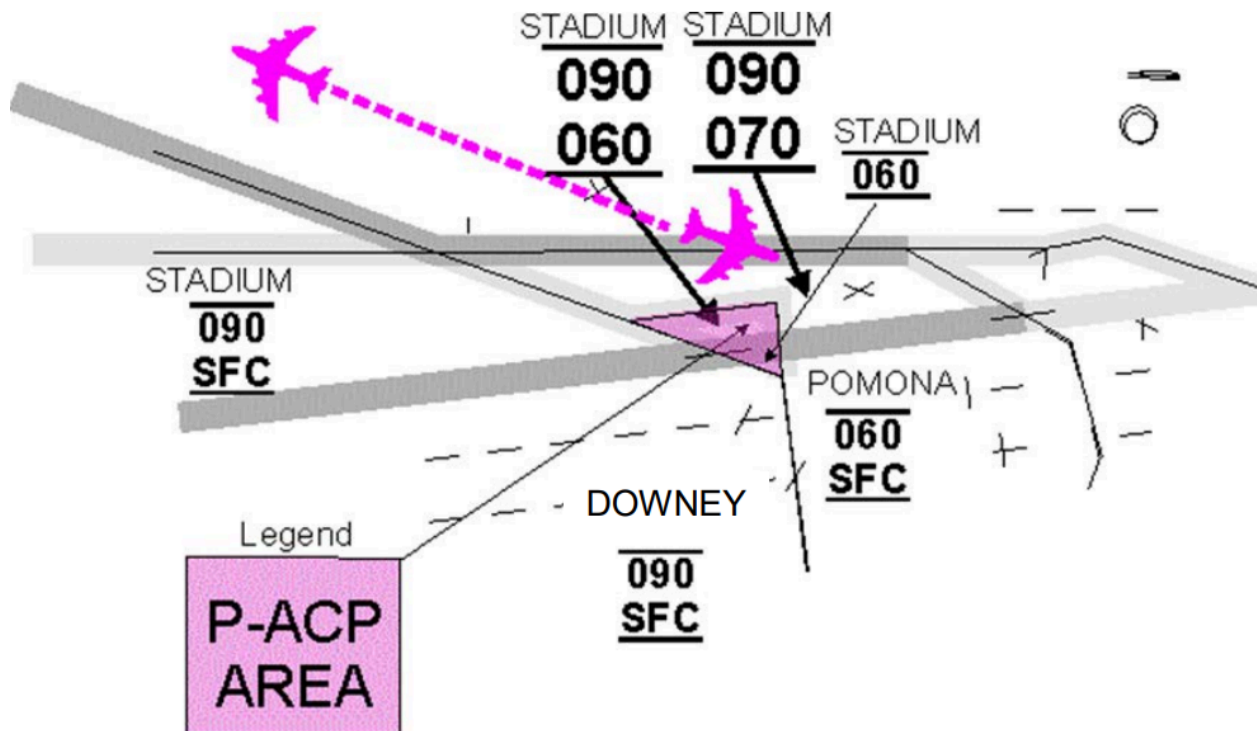 STADIUM
090
060
STADIUM
090
070
STADIUM
060
STADIUM
090
SFC
POMONA
060
SFC
DOWNEY
090
SFC
Legend
P-ACP
AREA